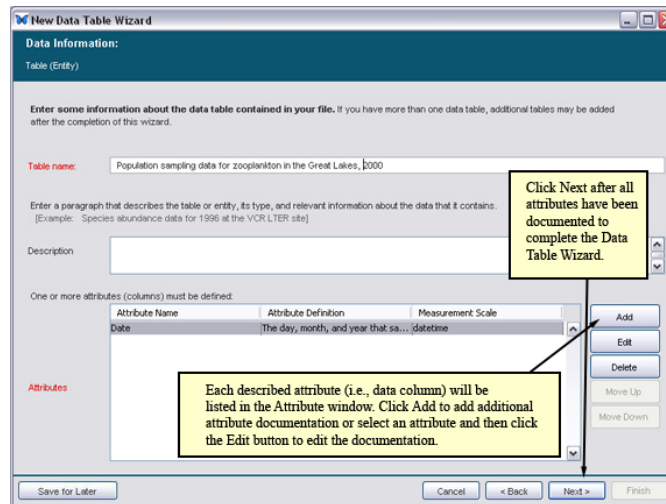 New Data Table Wizard
Data Information:
Table (Entity)
Enter some information about the data table contained in your file. If you have more than one data table, additional tables may be added
after the completion of this wizard.
Table name:
Population sampling data for zooplankton in the Great Lakes, 2000
Click Next after all
attributes have been
documented to
complete the Data
Table Wizard.
Enter a paragraph that describes the table or entity, its type, and relevant information about the data that it contains.
[Example: Species abundance data for 1996 at the VCR LTER site]
Description
One or more attributes (columns) must be defined:
Attribute Name Attribute Definition Measurement Scale
Date The day, month, and year that sa... datetime
Attributes
Add
Edit
Delete
Move Up
Move Down
Each described attribute (i.e., data column) will be
listed in the Attribute window. Click Add to add additional
attribute documentation or select an attribute and then click
the Edit button to edit the documentation.
Save for Later Cancel < Back Next > Finish